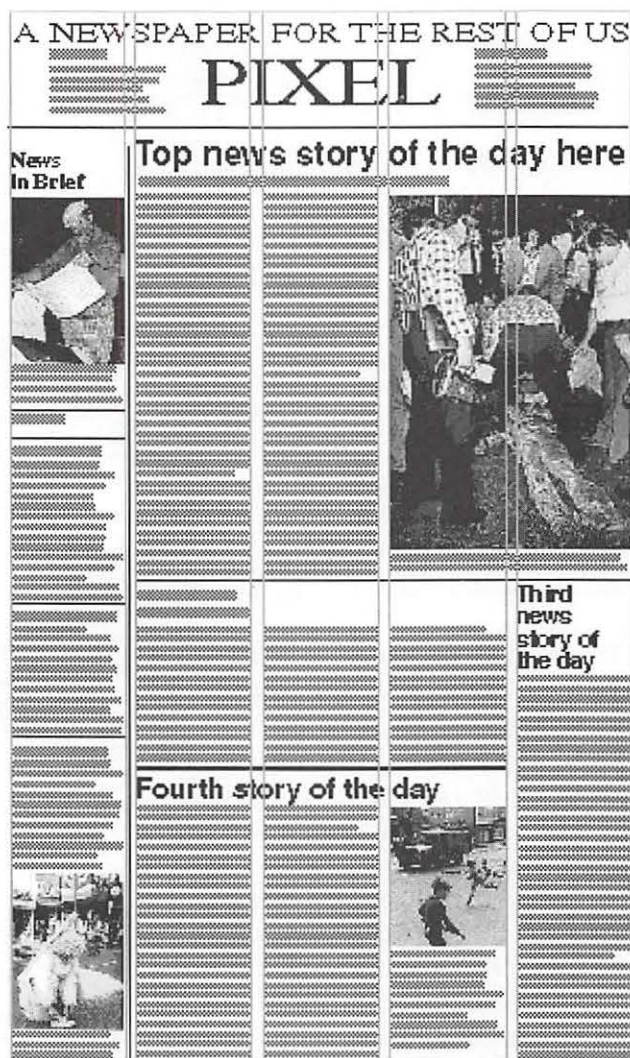 A NEWSPAPER FOR THE REST OF US
PIXEL
News
In Brief
Top news story of the day here
Third
news
story of
the day
Fourth story of the day